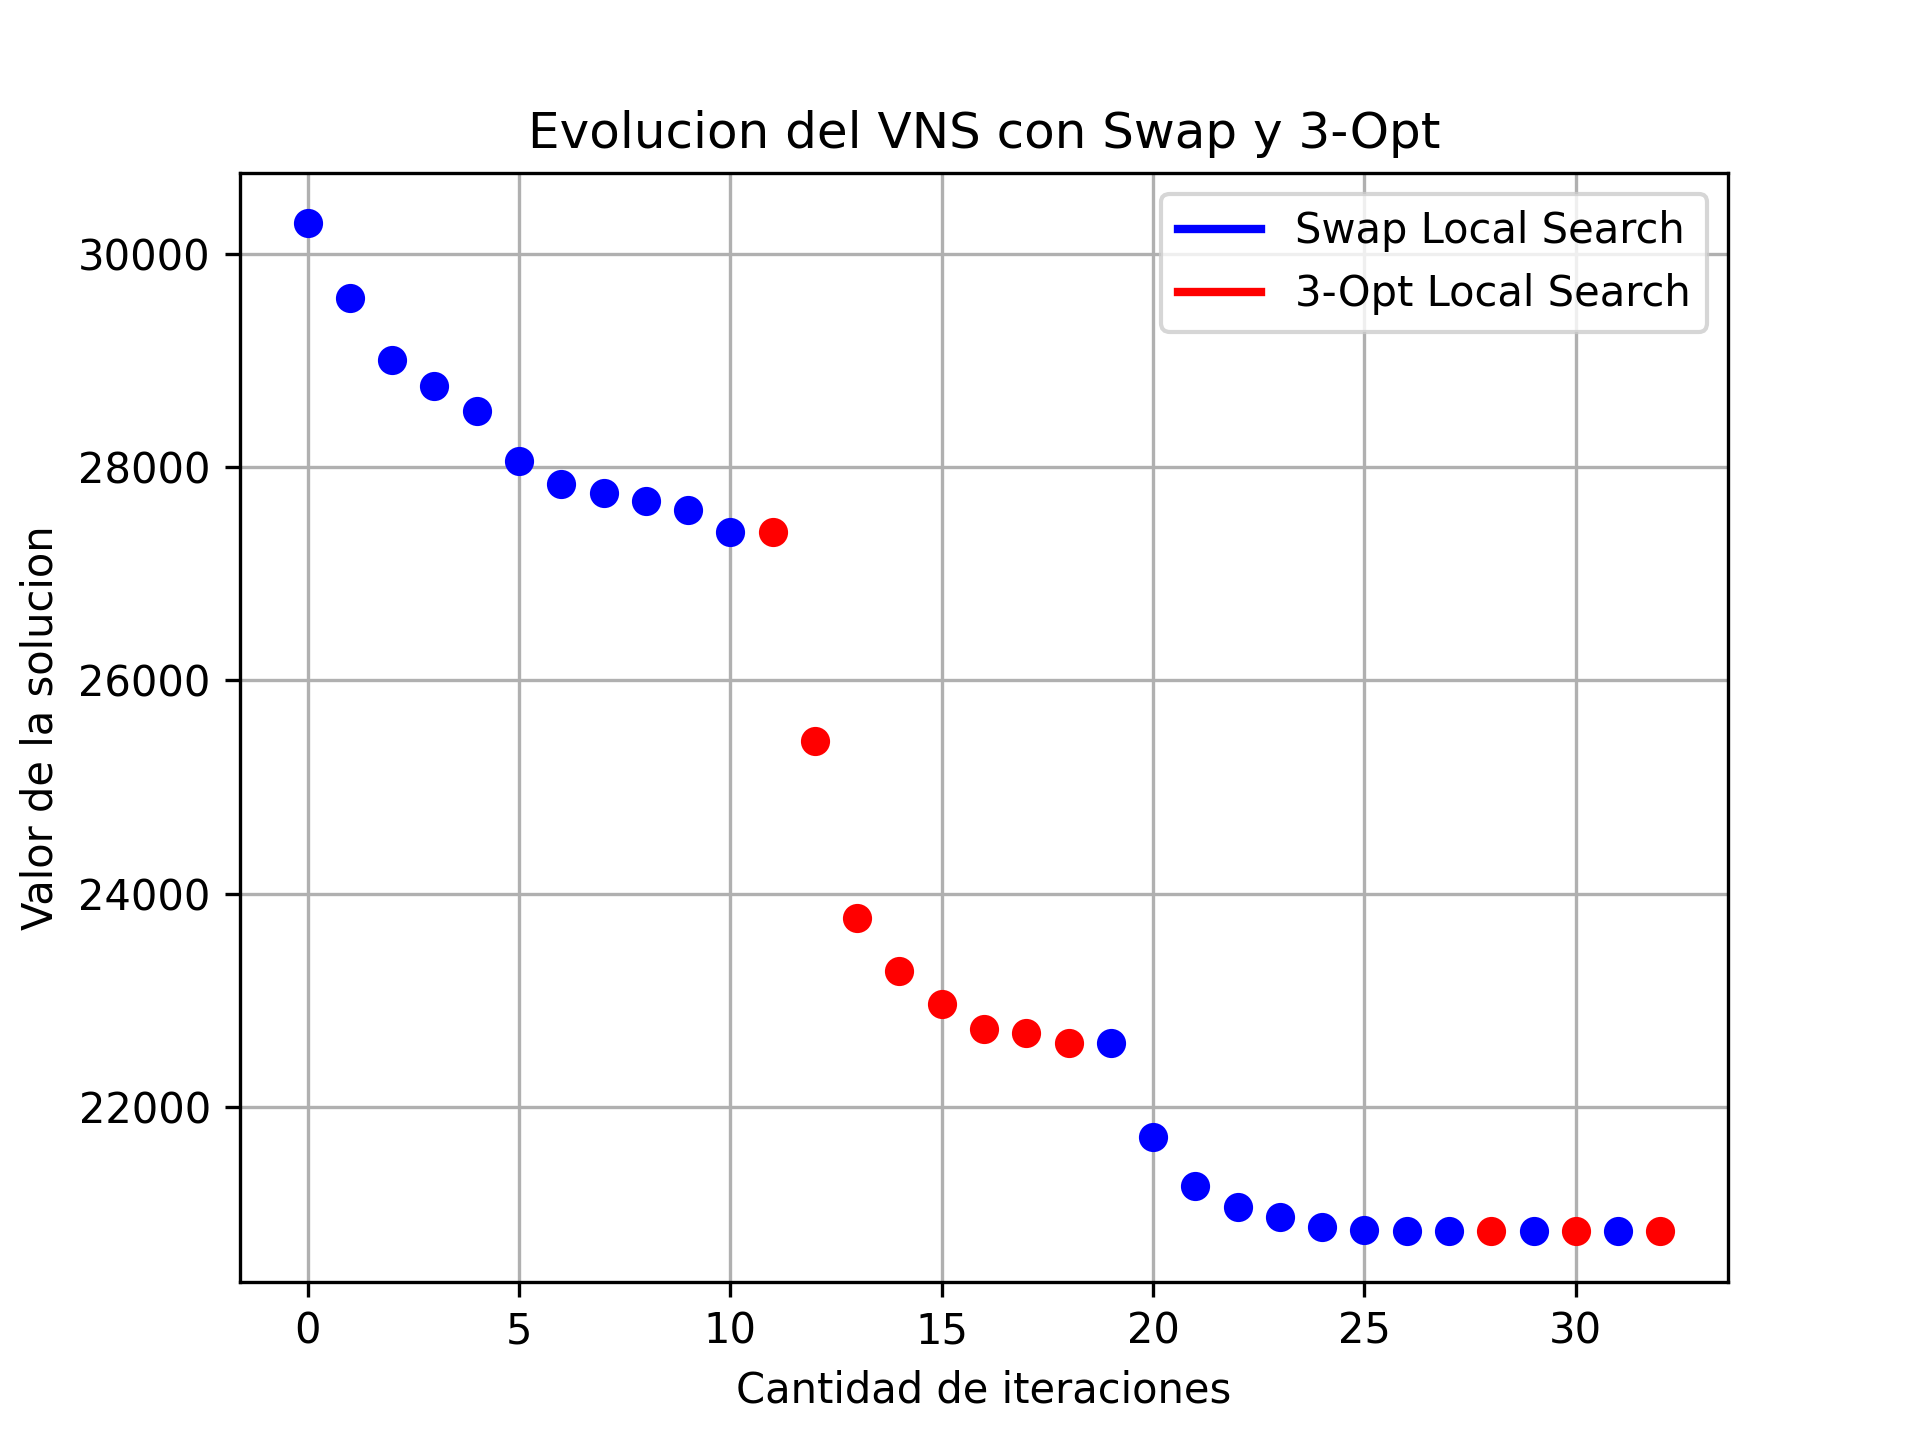 Evolucion del VNS con Swap y 3-Opt
Swap Local Search
3-Opt Local Search
30000
28000
26000
24000
22000
Valor de la solucion
0 5 10 15 20 25 30
Cantidad de iteraciones